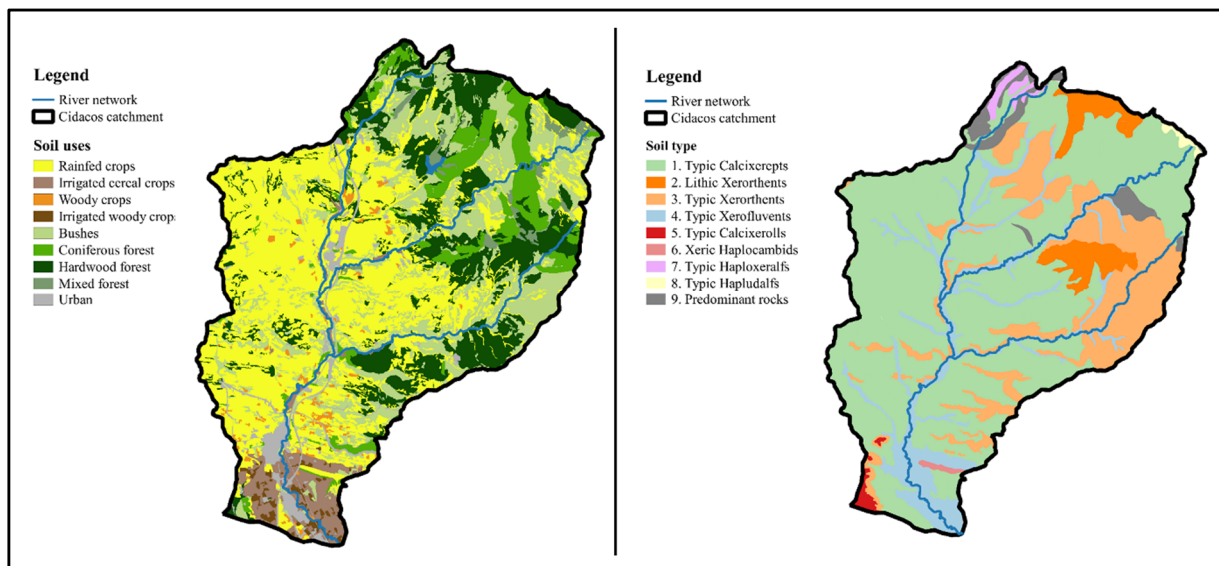 Legend
River network
Cidacos catchment
Soil uses
Rainfed crops
Irrigated cereal crops
Woody crops
Irrigated woody crop
Bushes
Coniferous forest
Hardwood forest
Mixed forest
Urban
Legend
River network
Cidacos catchment
Soil type
1. Typic Calcixerepts
2. Lithic Xerorthents
3. Typic Xerorthents
4. Typic Xerofluvents
5. Typic Calcixerolls
6. Xeric Haplocambids
7. Typic Haploxeralfs
8. Typic Hapludalfs
9. Predominant rocks